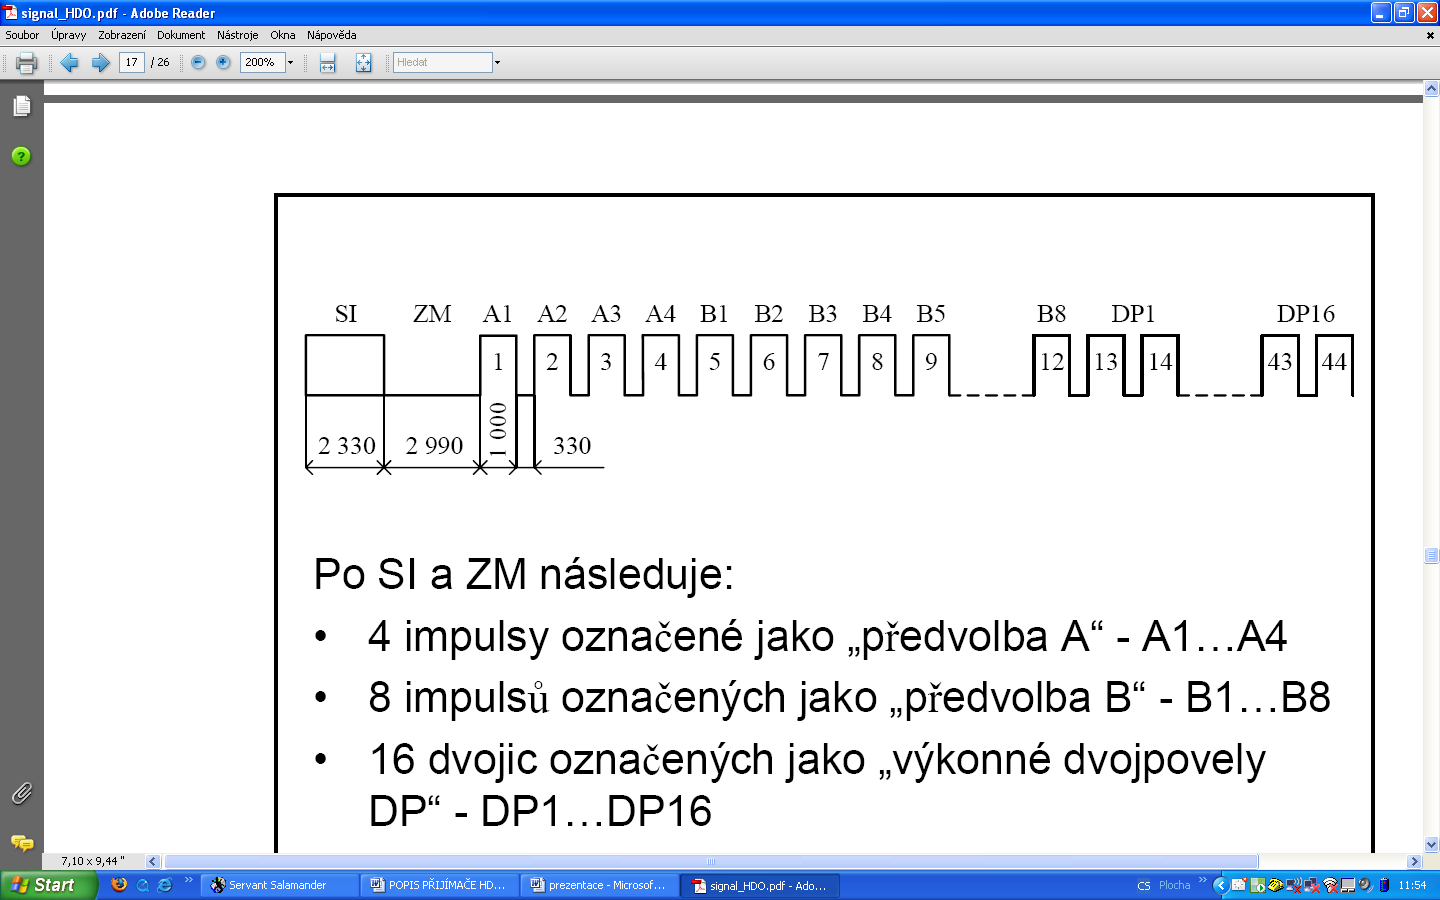 signal_HDO.pdf - Adobe Reader
Soubor Úpravy Zobrazení Dokument Nástroje Okna Nápověda
17 / 26 200% Hledat
SI ZM A1 A2 A3 A4 B1 B2 B3 B4 B5 B8 DP1 DP16
1 2 3 4 5 6 7 8 9 12 13 14 43 44
2 330 2 990 1 000 330
Po SI a ZM následuje:
• 4 impulsy označené jako „předvolba A“ - A1…A4
• 8 impulsů označených jako „předvolba B“ - B1…B8
• 16 dvojic označených jako „výkonné dvojpovely
DP“ - DP1…DP16
7,10 x 9,44 "
Start Servant Salamander POPIS PŘIJÍMAČE HD... prezentace - Microsof... signal_HDO.pdf - Ado... CS Plocha 11:54